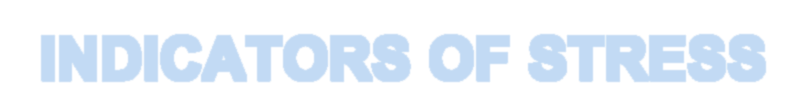 INDICATORS OF STRESS